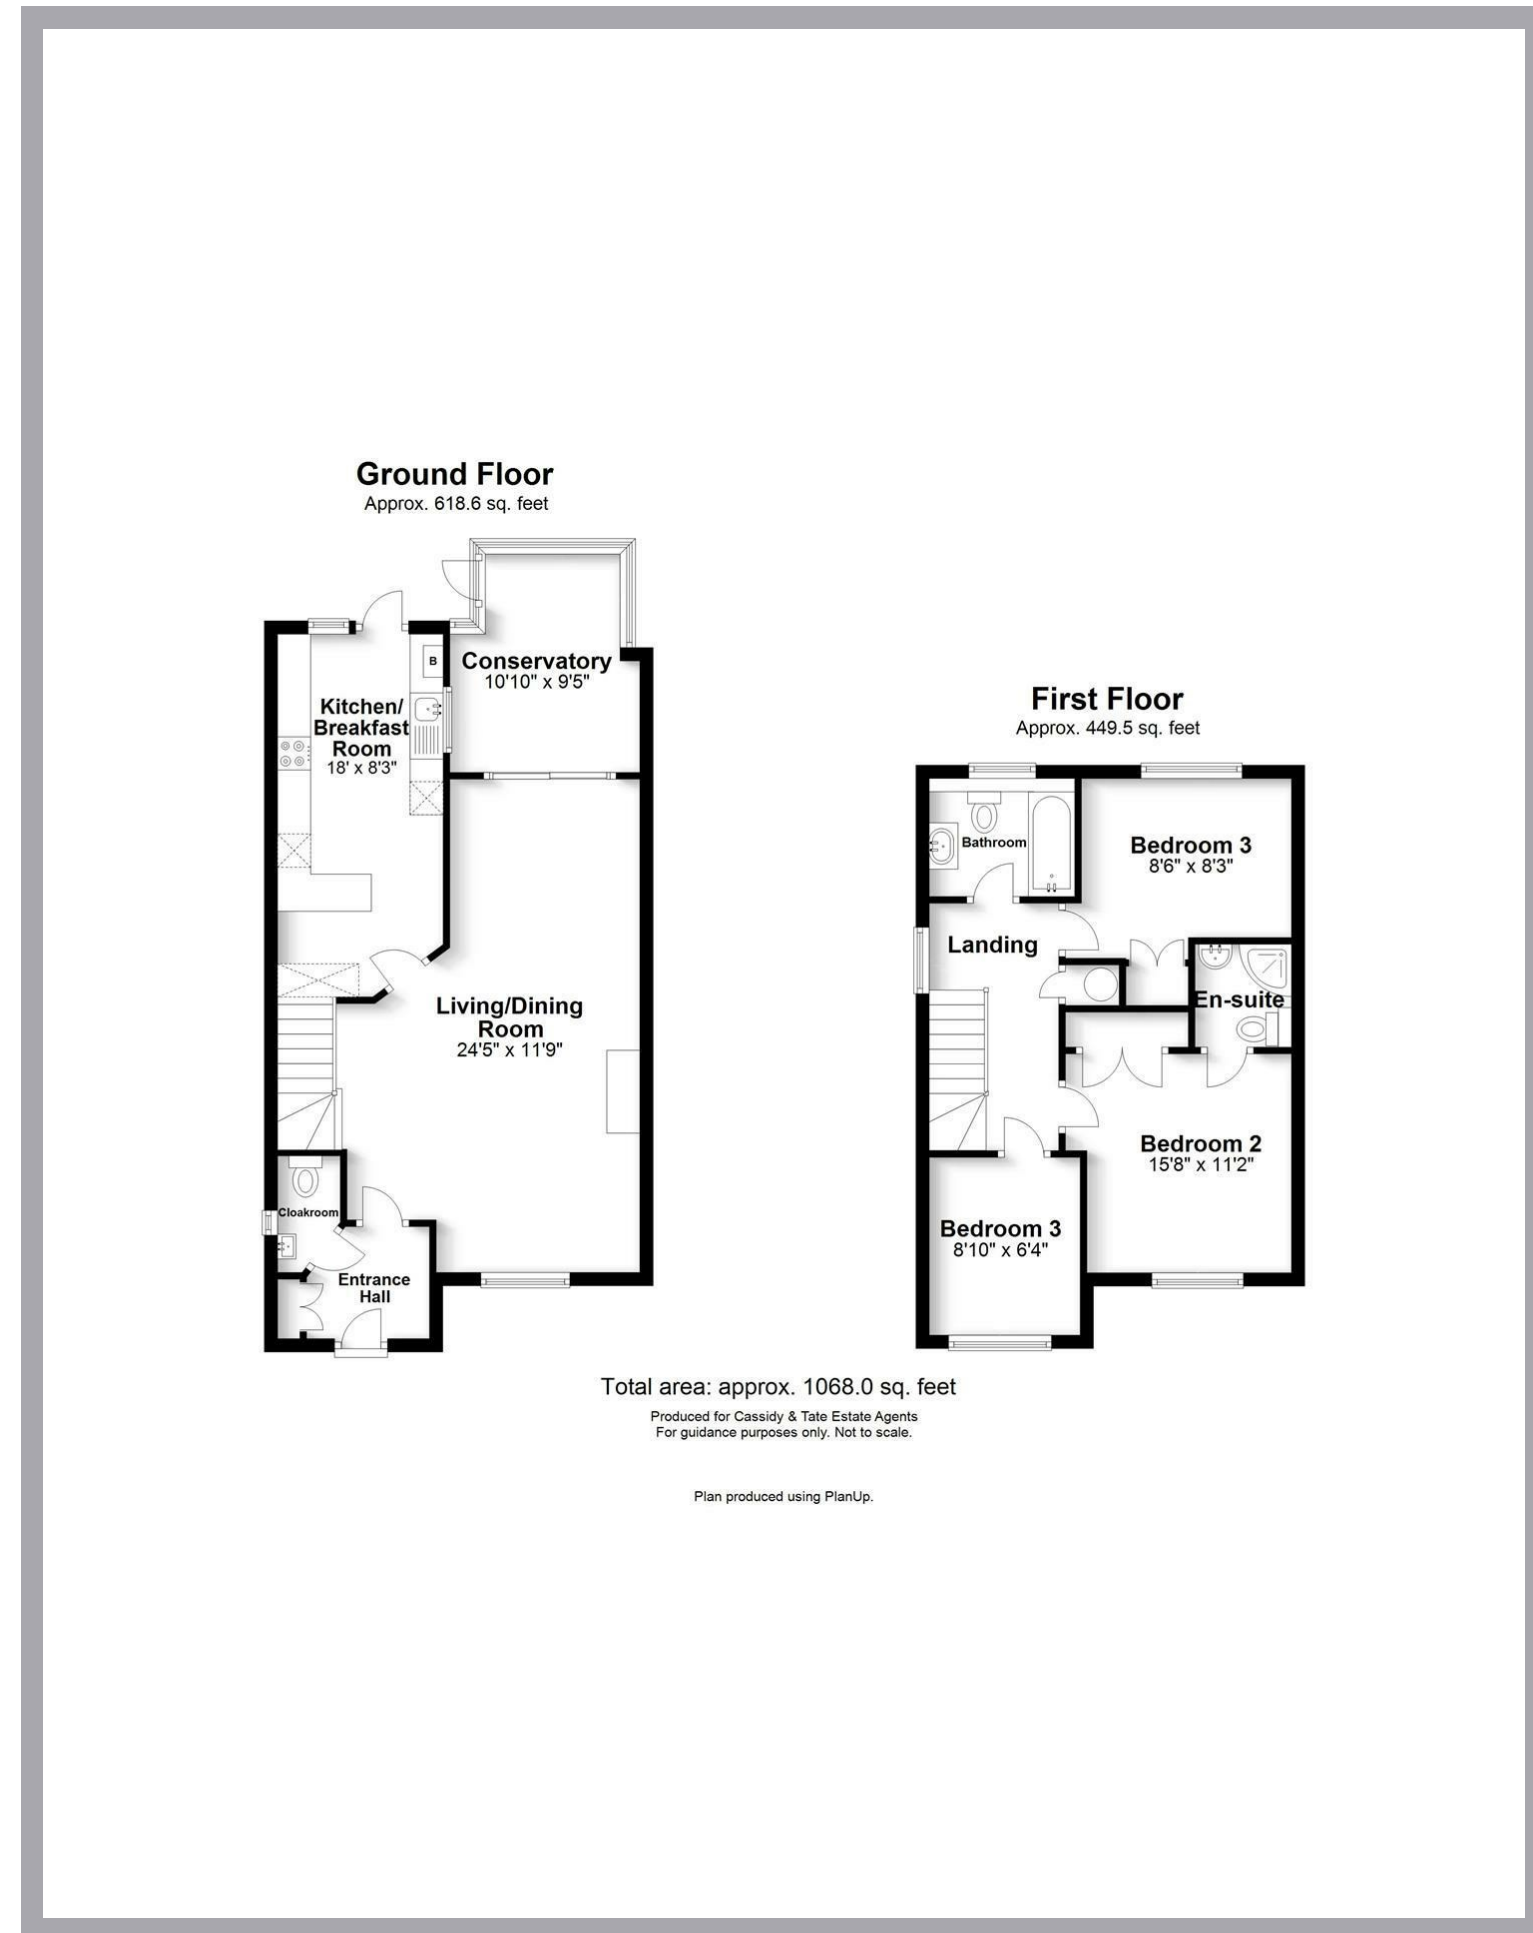 Ground Floor
Approx. 618.6 sq. feet
Conservatory
10'10" x 9'5"
B
Kitchen/
Breakfast
Room
18' x 8'3"
Living/Dining
Room
24'5" x 11'9"
Cloakroom
Entrance
Hall
First Floor
Approx. 449.5 sq. feet
Bathroom
Bedroom 3
8'6" x 8'3"
Landing
En-suite
Bedroom 2
15'8" x 11'2"
Bedroom 3
8'10" x 6'4"
Total area: approx. 1068.0 sq. feet
Produced for Cassidy & Tate Estate Agents
For guidance purposes only. Not to scale.
Plan produced using PlanUp.